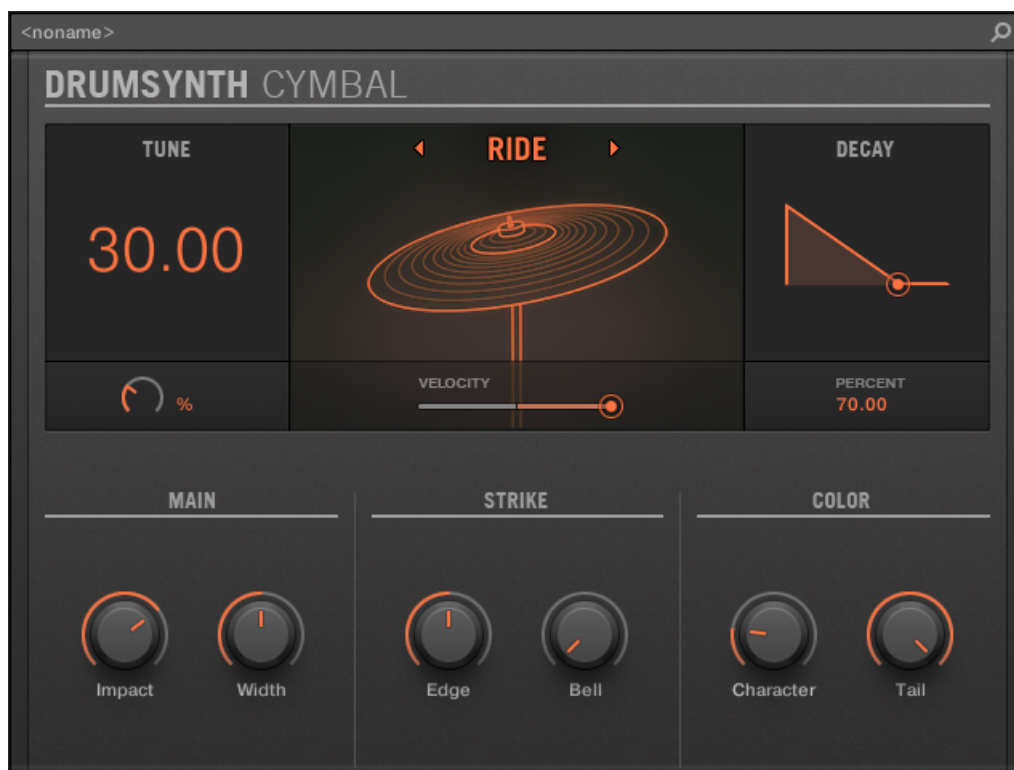 <noname>
DRUMSYNTH CYMBAL
TUNE
RIDE
DECAY
30.00
%
VELOCITY
PERCENT
70.00
MAIN
STRIKE
COLOR
Impact
Width
Edge
Bell
Character
Tail